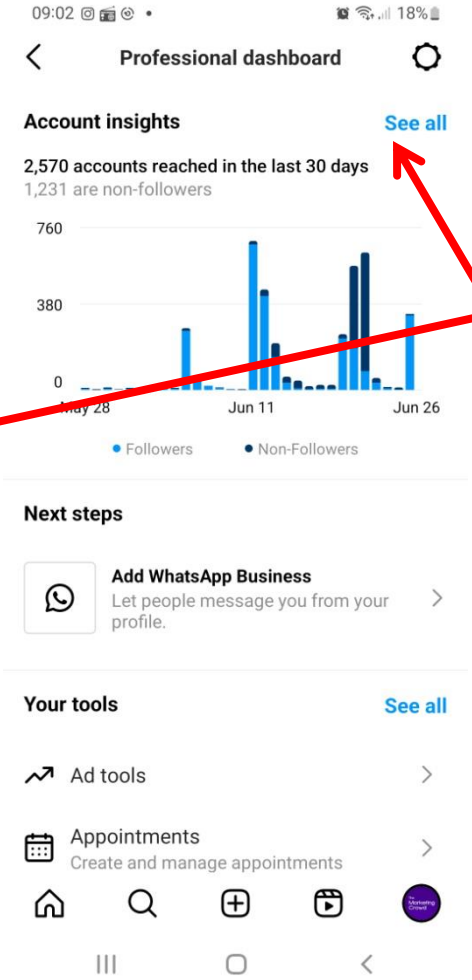 09:02 18%
Professional dashboard
Account insights See all
2,570 accounts reached in the last 30 days
1,231 are non-followers
760
380
0
May 28 Jun 11 Jun 26
Followers Non-Followers
Next steps
Add WhatsApp Business
Let people message you from your
profile.
Your tools See all
Ad tools
Appointments
Create and manage appointments
The
Marketing
Crowd